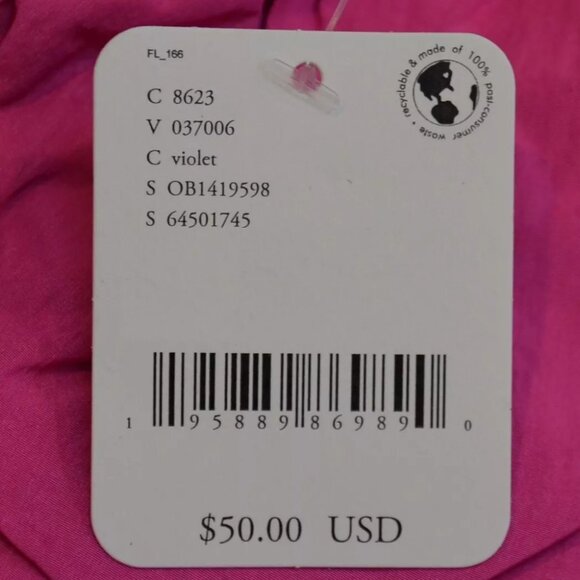 FL_166
recyclable & made of 100% post-consumer waste •
C 8623
V 037006
C violet
S OB1419598
S 64501745
1 95889 86989 0
$50.00 USD